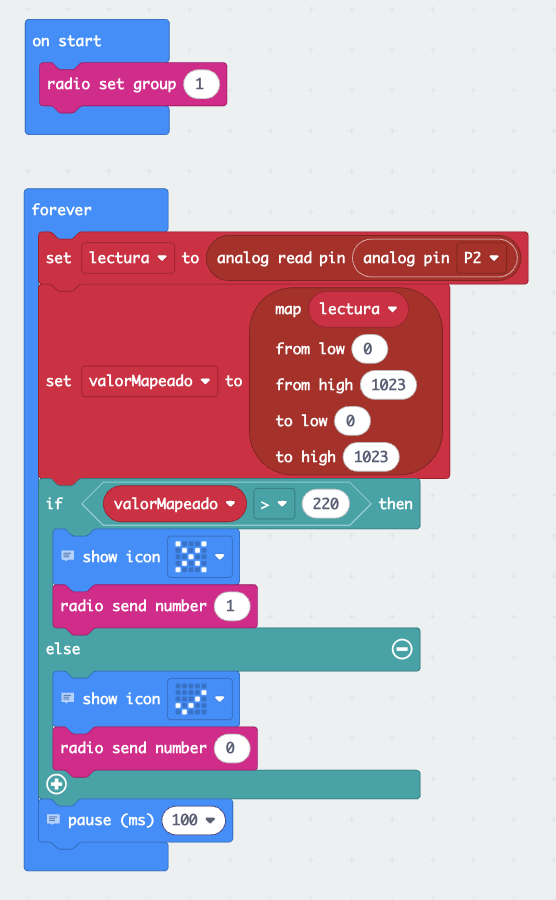 on start
radio set group 1
forever
set lectura to analog read pin analog pin P2
map lectura
from low 0
set valorMapeado to from high 1023
to low 0
to high 1023
if valorMapeado > 220 then
show icon
radio send number 1
else
show icon
radio send number 0
pause (ms) 100